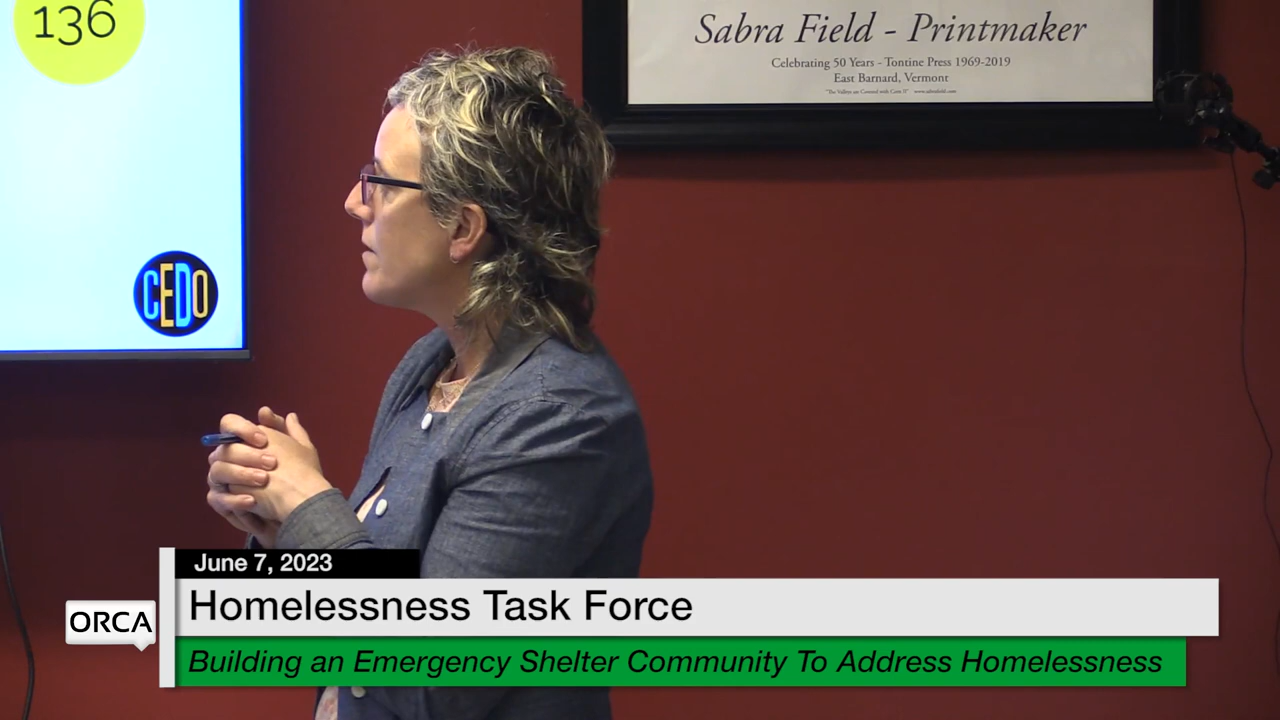 136
Sabra Field - Printmaker
Celebrating 50 Years - Tontine Press 1969-2019
East Barnard, Vermont
CEDO
June 7, 2023
Homelessness Task Force
ORCA
Building an Emergency Shelter Community To Address Homelessness